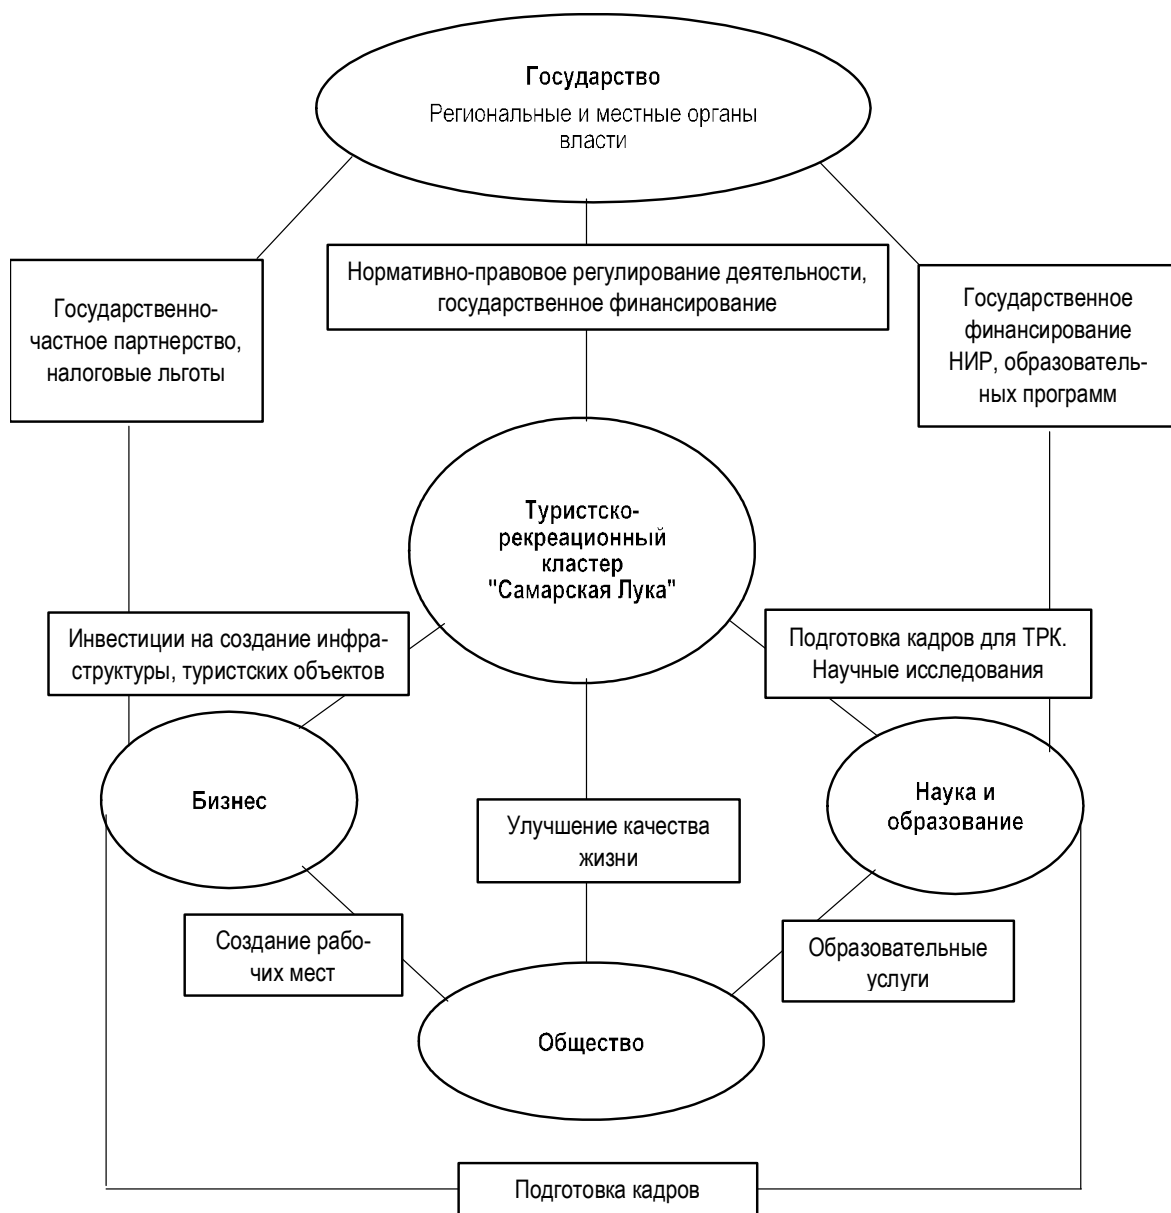 Государство
Региональные и местные органы
власти
Нормативно-правовое регулирование деятельности,
государственное финансирование
Государственно-
частное партнерство,
налоговые льготы
Государственное
финансирование
НИР, образователь-
ных программ
Туристско-
рекреационный
кластер
"Самарская Лука"
Инвестиции на создание инфра-
структуры, туристских объектов
Подготовка кадров для ТРК.
Научные исследования
Бизнес
Наука и
образование
Улучшение качества
жизни
Создание рабо-
чих мест
Образовательные
услуги
Общество
Подготовка кадров